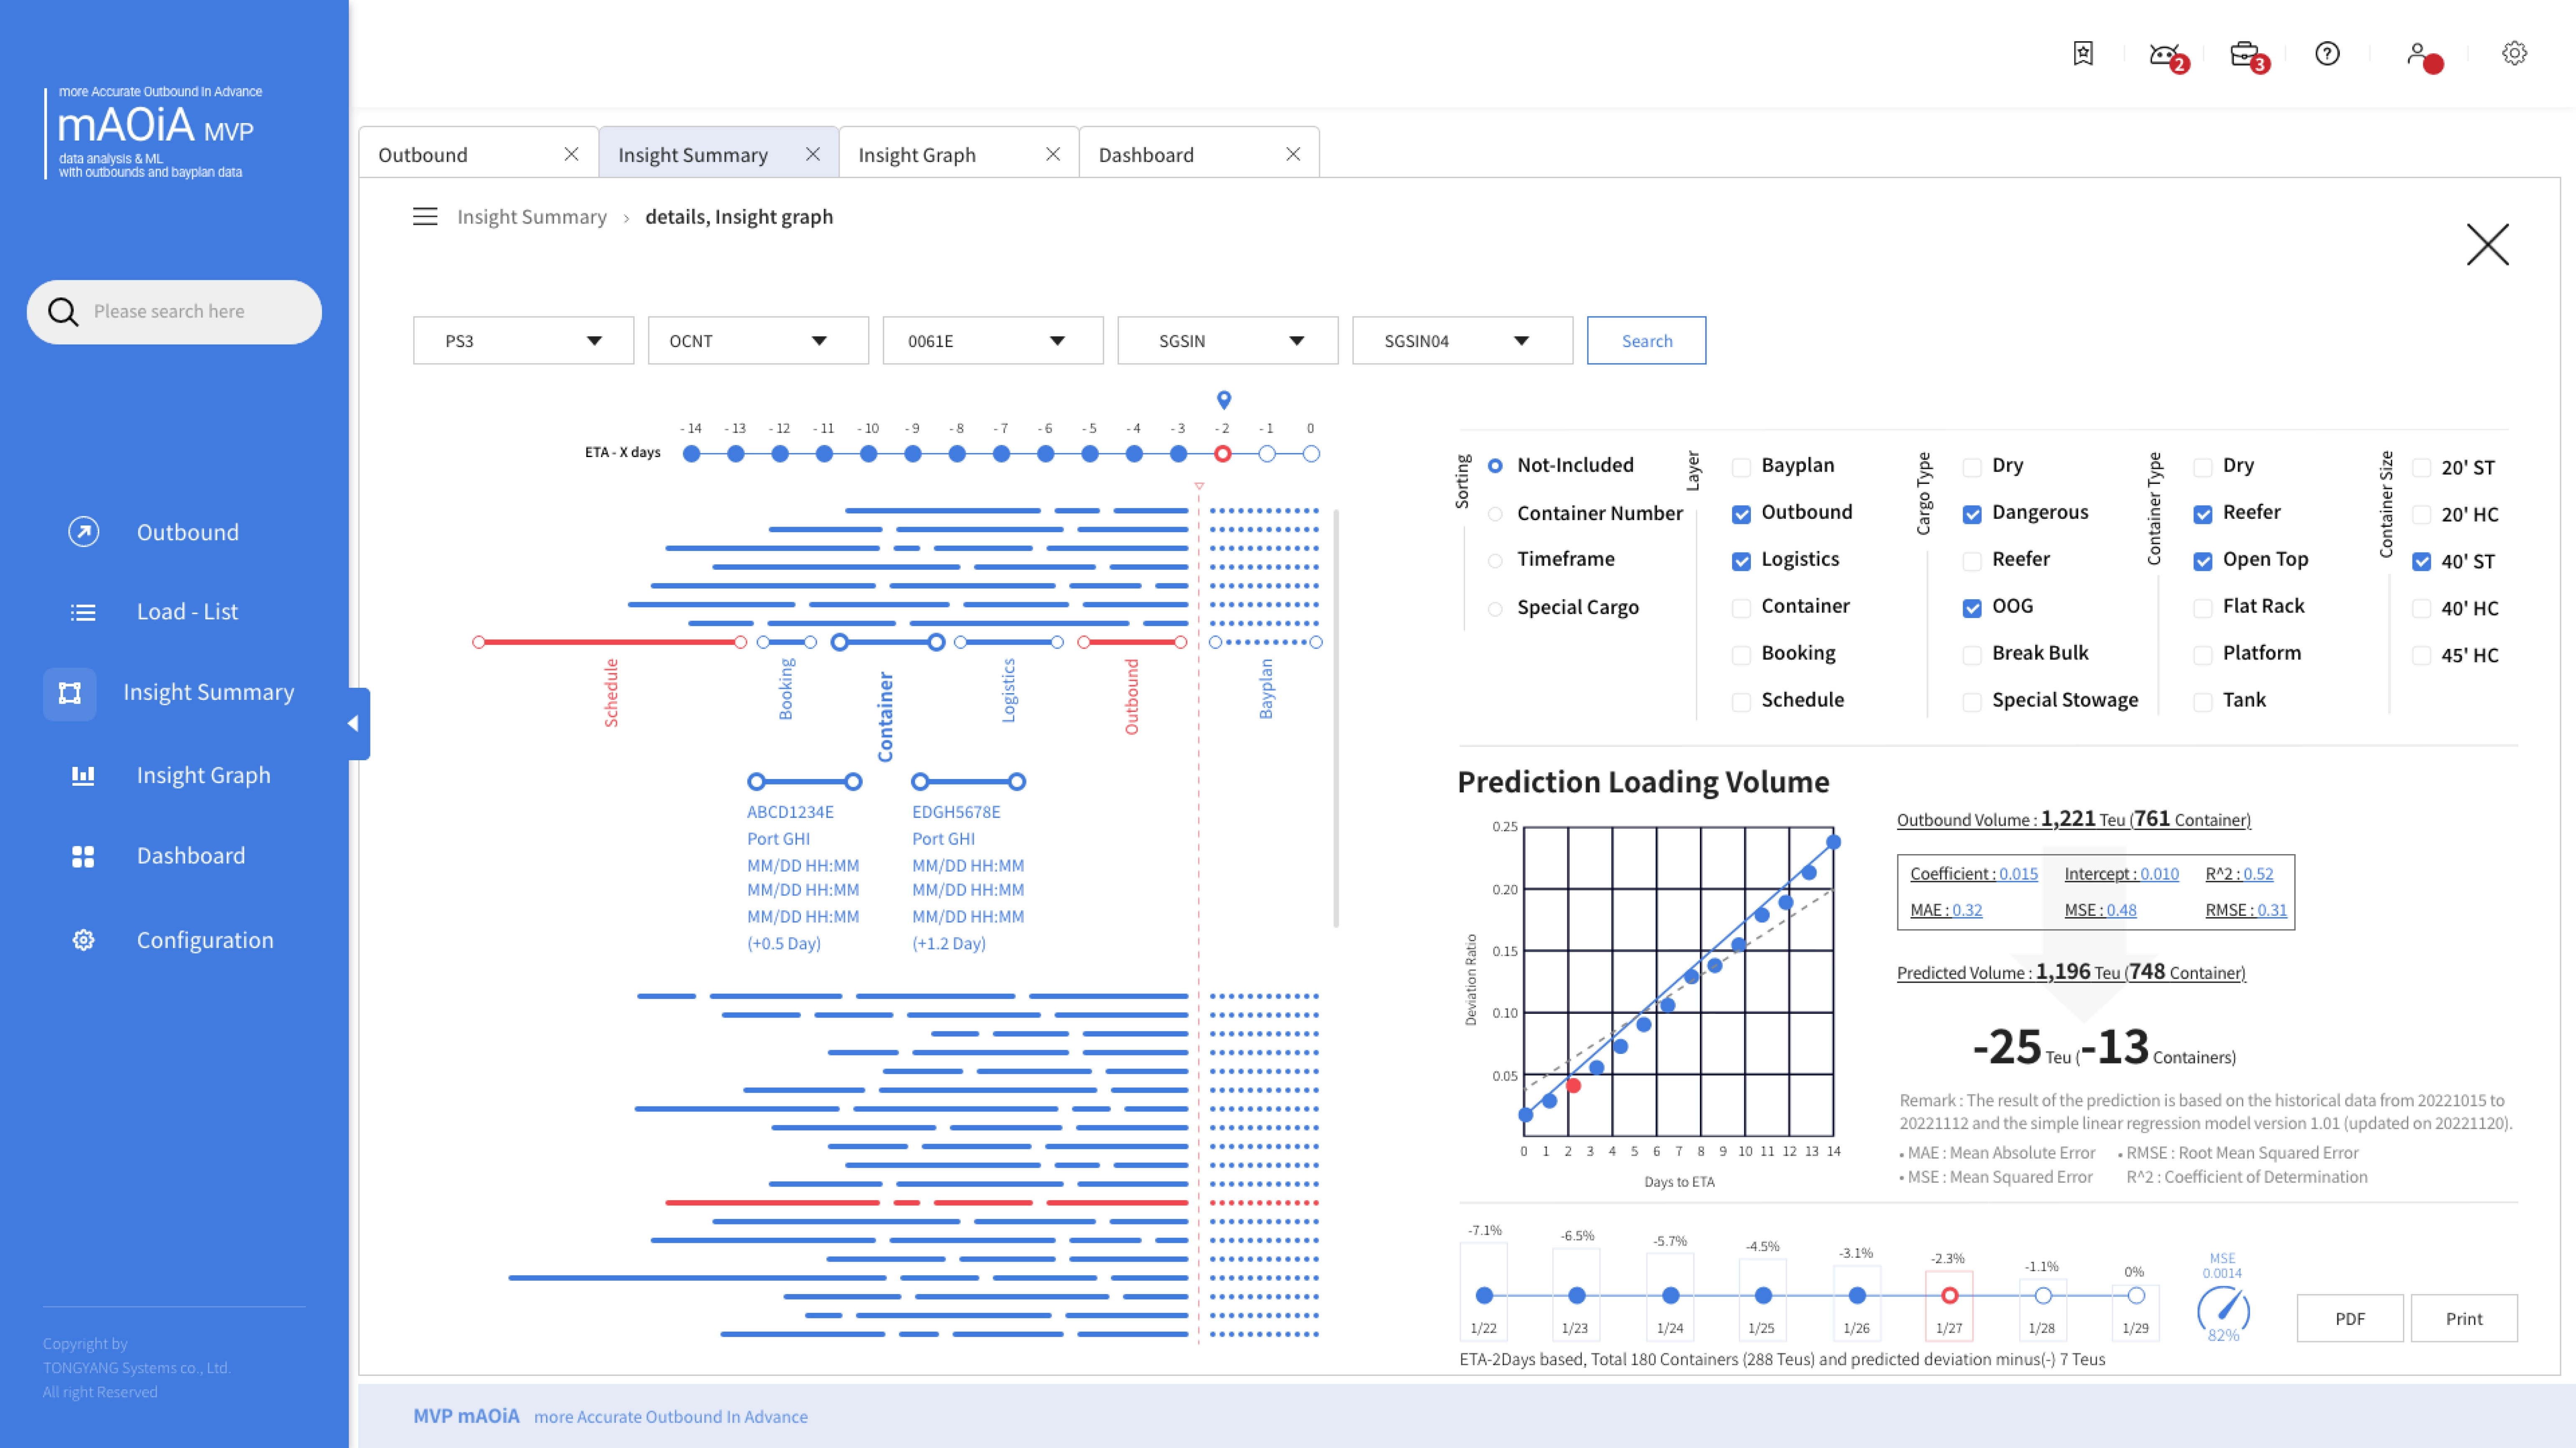 more Accurate Outbound In Advance
mAOiA MVP
data analysis & ML
with outbounds and bayplan data
Please search here
Outbound
Load - List
Insight Summary
Insight Graph
Dashboard
Configuration
Copyright by
TONGYANG Systems co., Ltd.
All right Reserved
2
3
Outbound
Insight Summary
Insight Graph
Dashboard
Insight Summary › details, Insight graph
PS3
OCNT
0061E
SGSIN
SGSIN04
Search
- 14 - 13 - 12 - 11 - 10 - 9 - 8 - 7 - 6 - 5 - 4 - 3 - 2 - 1 0
ETA - X days
Schedule
Booking
Container
Logistics
Outbound
Bayplan
ABCD1234E
Port GHI
MM/DD HH:MM
MM/DD HH:MM
MM/DD HH:MM
(+0.5 Day)
EDGH5678E
Port GHI
MM/DD HH:MM
MM/DD HH:MM
MM/DD HH:MM
(+1.2 Day)
Sorting
Not-Included
Container Number
Timeframe
Special Cargo
Layer
Bayplan
Outbound
Logistics
Container
Booking
Schedule
Cargo Type
Dry
Dangerous
Reefer
OOG
Break Bulk
Special Stowage
Container Type
Dry
Reefer
Open Top
Flat Rack
Platform
Tank
Container Size
20' ST
20' HC
40' ST
40' HC
45' HC
Prediction Loading Volume
Deviation Ratio
0.25
0.20
0.15
0.10
0.05
0 1 2 3 4 5 6 7 8 9 10 11 12 13 14
Days to ETA
Outbound Volume : 1,221 Teu (761 Container)
Coefficient : 0.015 Intercept : 0.010 R^2 : 0.52
MAE : 0.32 MSE : 0.48 RMSE : 0.31
Predicted Volume : 1,196 Teu (748 Container)
-25 Teu (-13 Containers)
Remark : The result of the prediction is based on the historical data from 20221015 to
20221112 and the simple linear regression model version 1.01 (updated on 20221120).
• MAE : Mean Absolute Error • RMSE : Root Mean Squared Error
• MSE : Mean Squared Error R^2 : Coefficient of Determination
-7.1% -6.5% -5.7% -4.5% -3.1% -2.3% -1.1% 0%
1/22 1/23 1/24 1/25 1/26 1/27 1/28 1/29
MSE
0.0014
82%
PDF
Print
ETA-2Days based, Total 180 Containers (288 Teus) and predicted deviation minus(-) 7 Teus
MVP mAOiA more Accurate Outbound In Advance